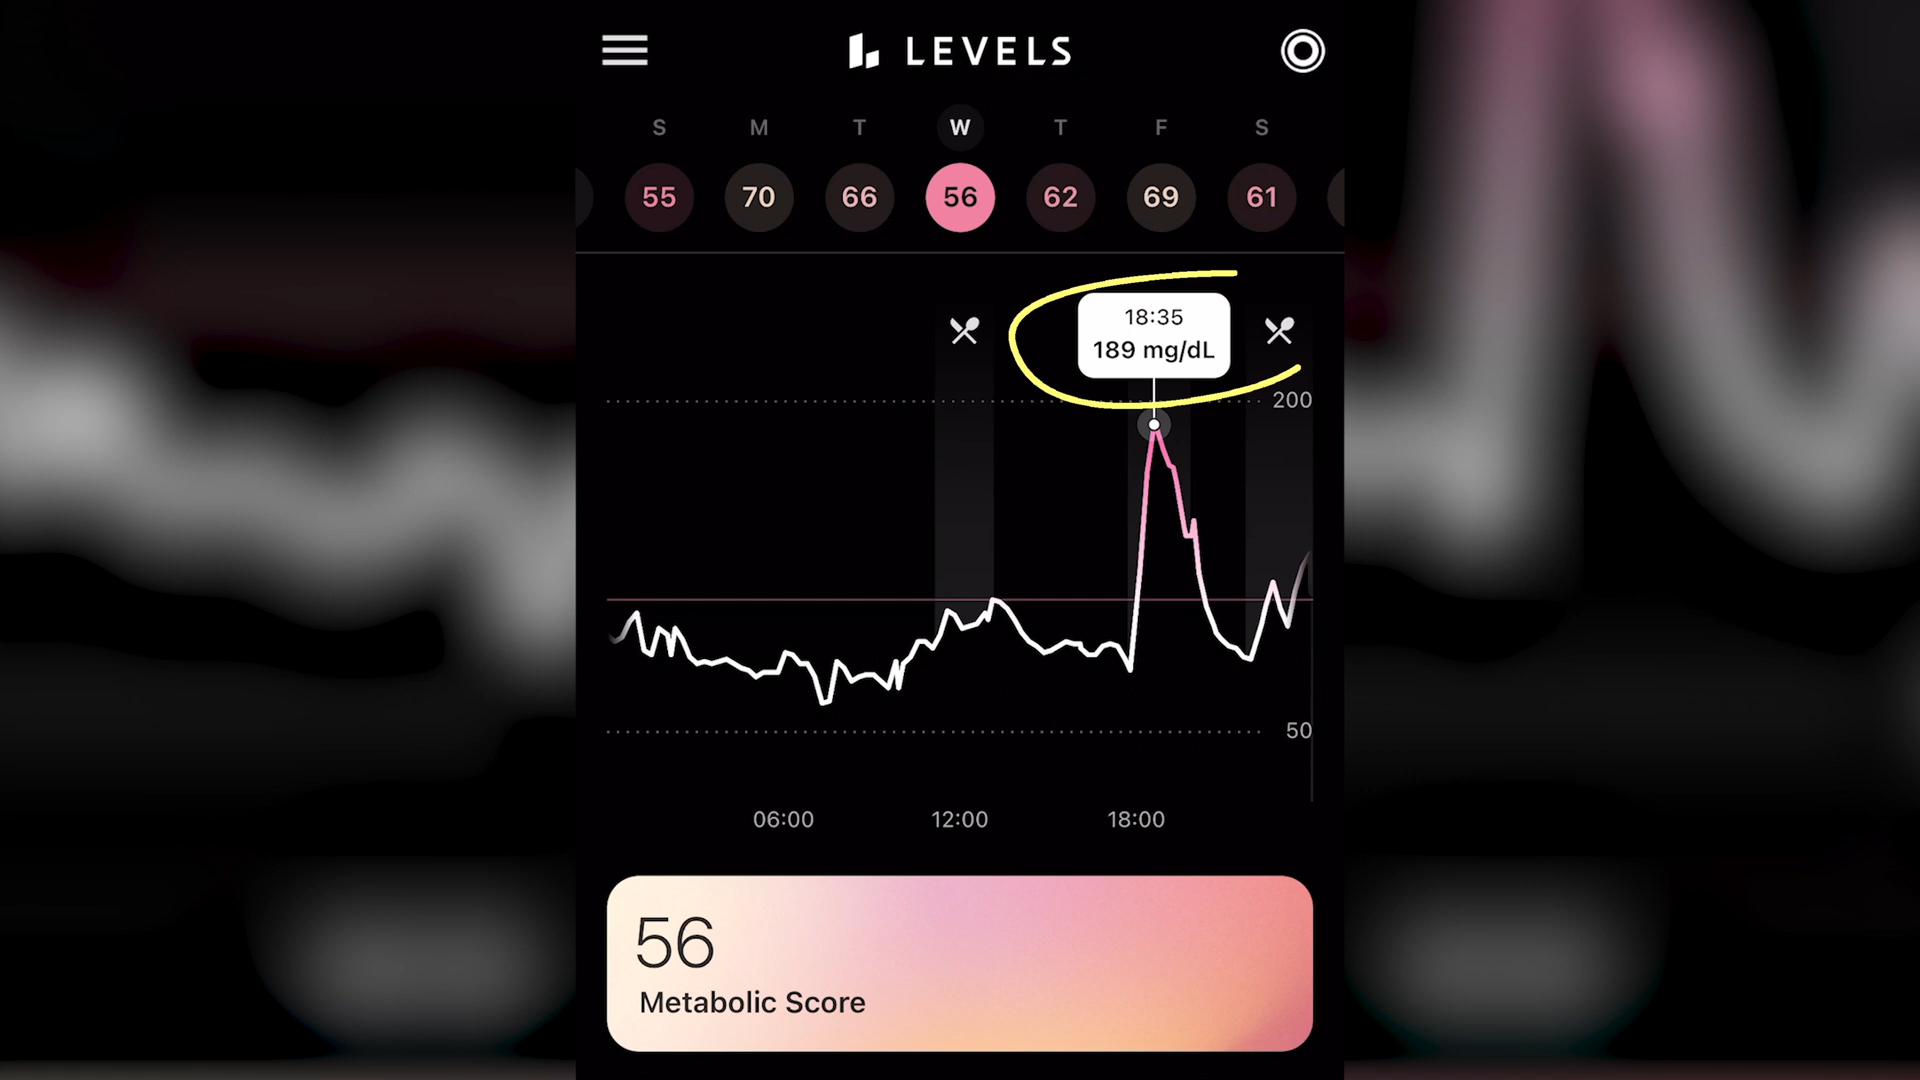 LEVELS
S M T W T F S
55 70 66 56 62 69 61
18:35
189 mg/dL
200
50
06:00 12:00 18:00
56
Metabolic Score